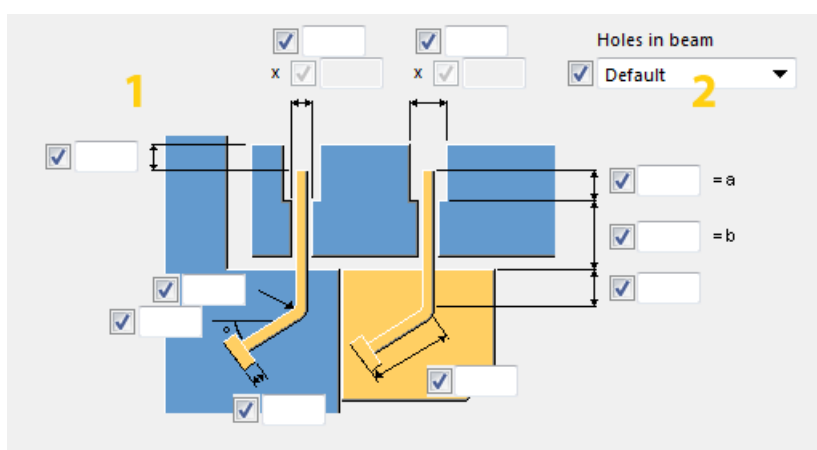 Holes in beam
x
x
Default
1
2
= a
= b
°